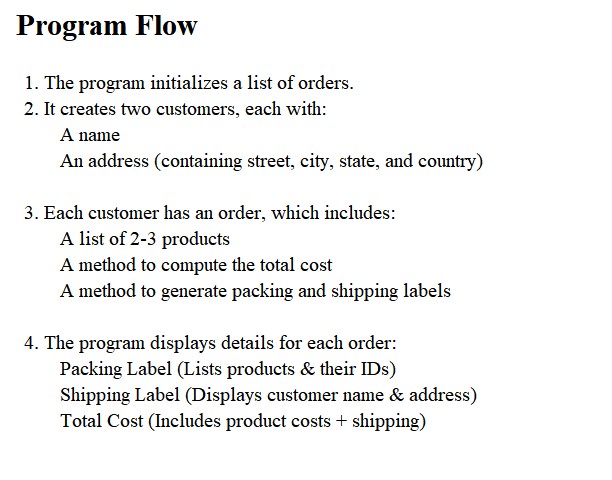 Program Flow
1. The program initializes a list of orders.
2. It creates two customers, each with:
A name
An address (containing street, city, state, and country)
3. Each customer has an order, which includes:
A list of 2-3 products
A method to compute the total cost
A method to generate packing and shipping labels
4. The program displays details for each order:
Packing Label (Lists products & their IDs)
Shipping Label (Displays customer name & address)
Total Cost (Includes product costs + shipping)